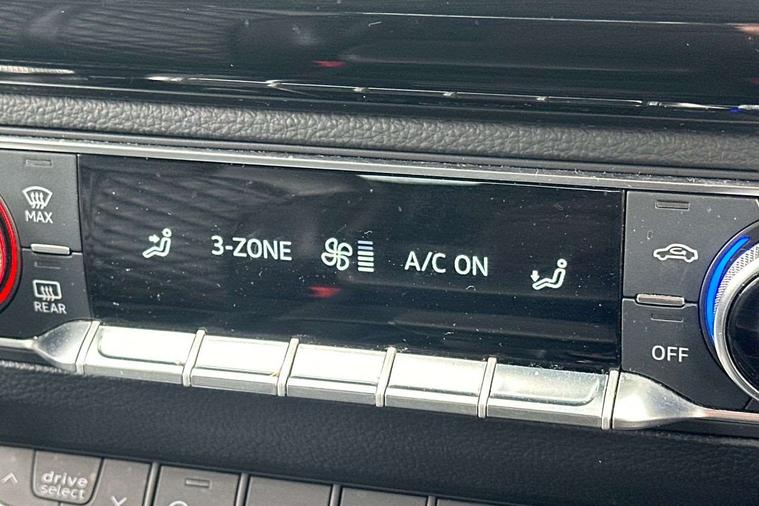 MAX
3-ZONE
A/C ON
REAR
OFF
drive
select